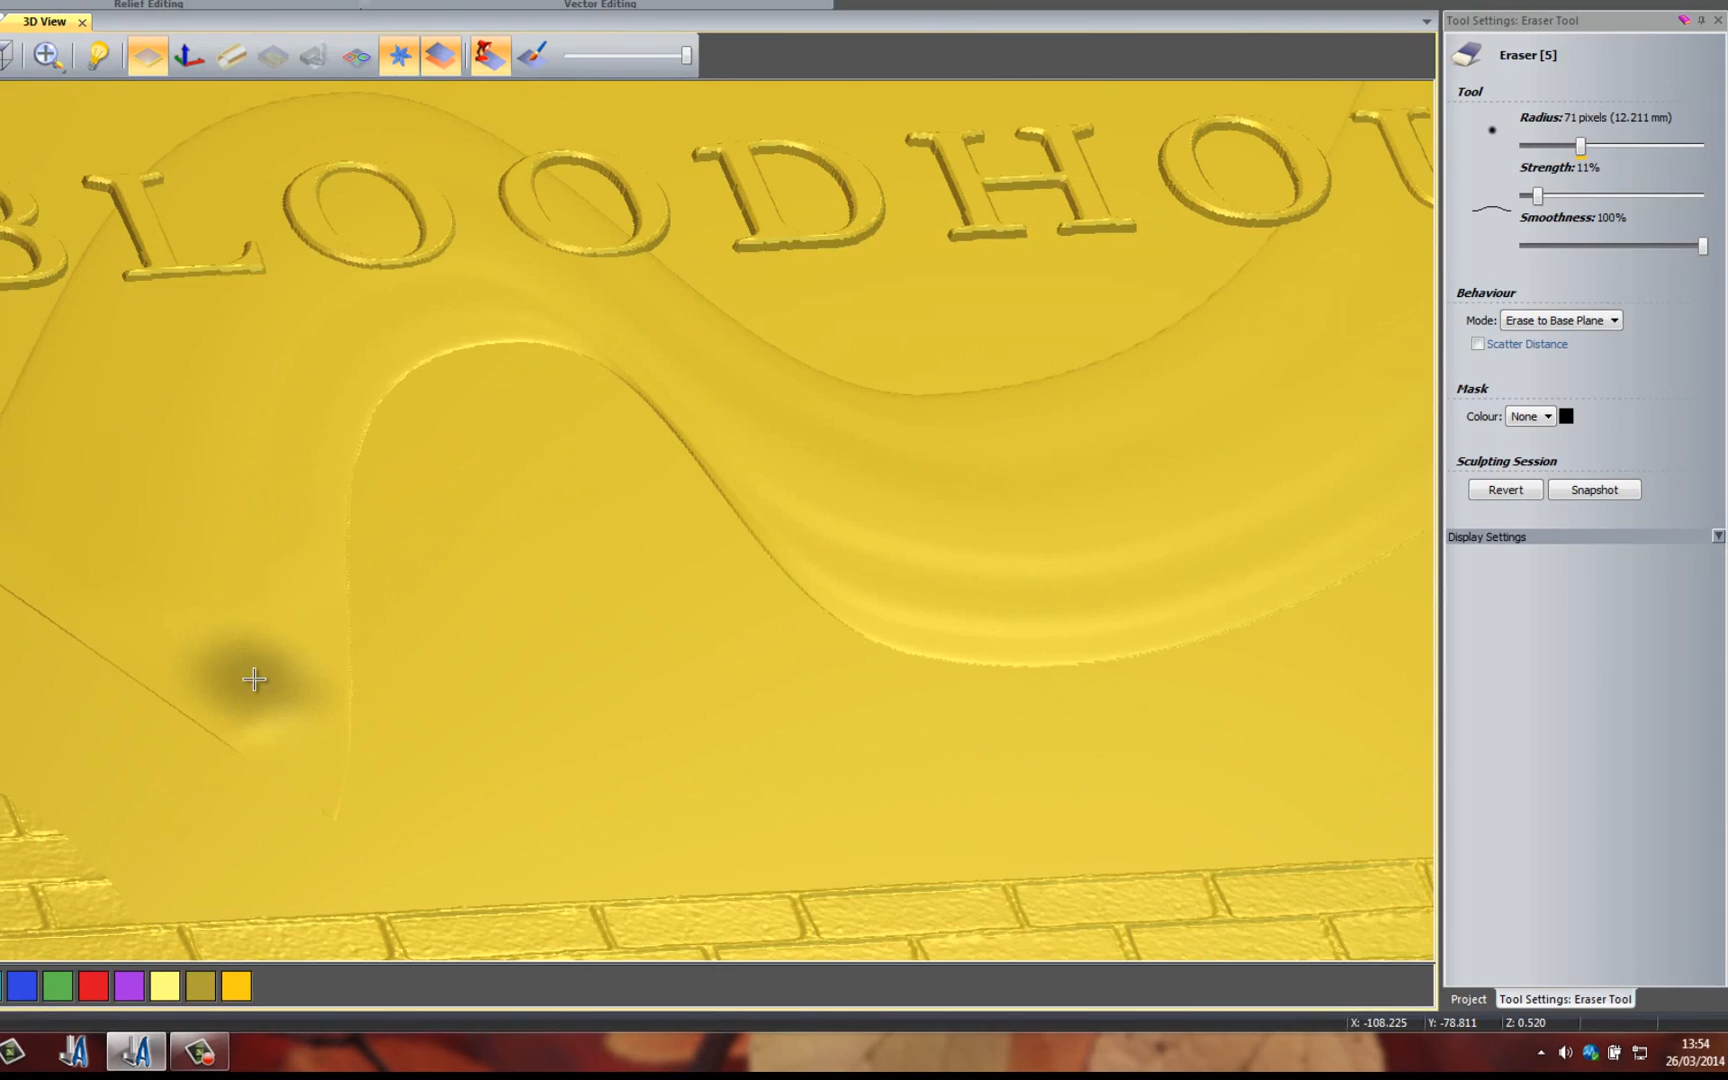 Relief Editing
Vector Editing
3D View
Tool Settings: Eraser Tool
Eraser [5]
Tool
Radius: 71 pixels (12.211 mm)
Strength: 11%
Smoothness: 100%
Behaviour
Mode: Erase to Base Plane
Scatter Distance
Mask
Colour: None
Sculpting Session
Revert Snapshot
Display Settings
BLOODHOU
Project Tool Settings: Eraser Tool
X: -108.225 Y: -78.811 Z: 0.520
13:54
26/03/2014